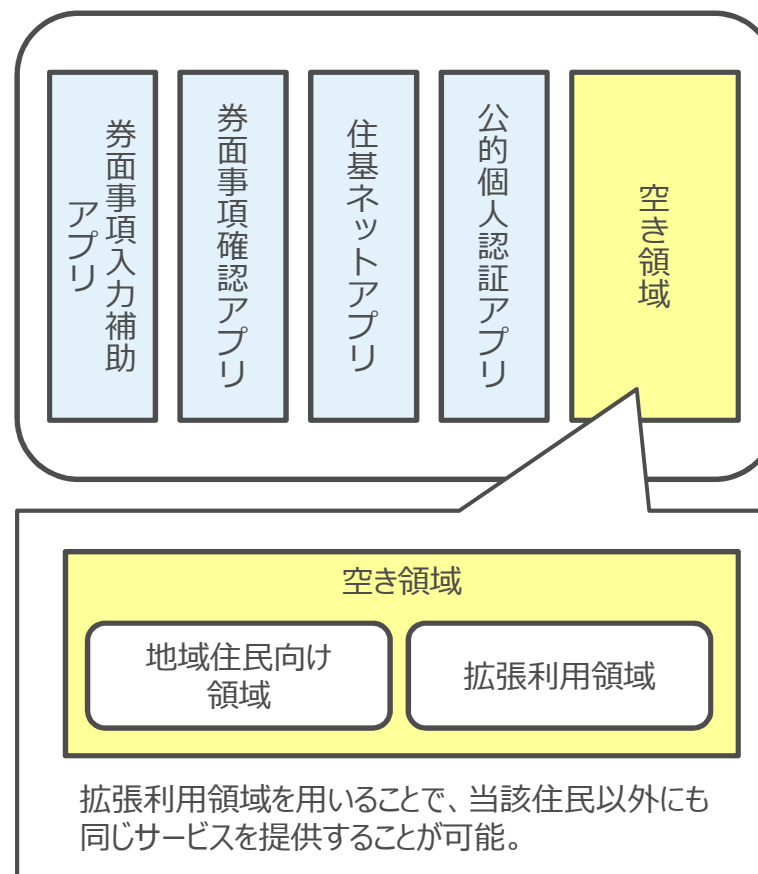 券面事項入力補助
アプリ
券面事項確認アプリ
住基ネットアプリ
公的個人認証アプリ
空き領域
空き領域
地域住民向け
領域
拡張利用領域
拡張利用領域を用いることで、当該住民以外にも
同じサービスを提供することが可能。